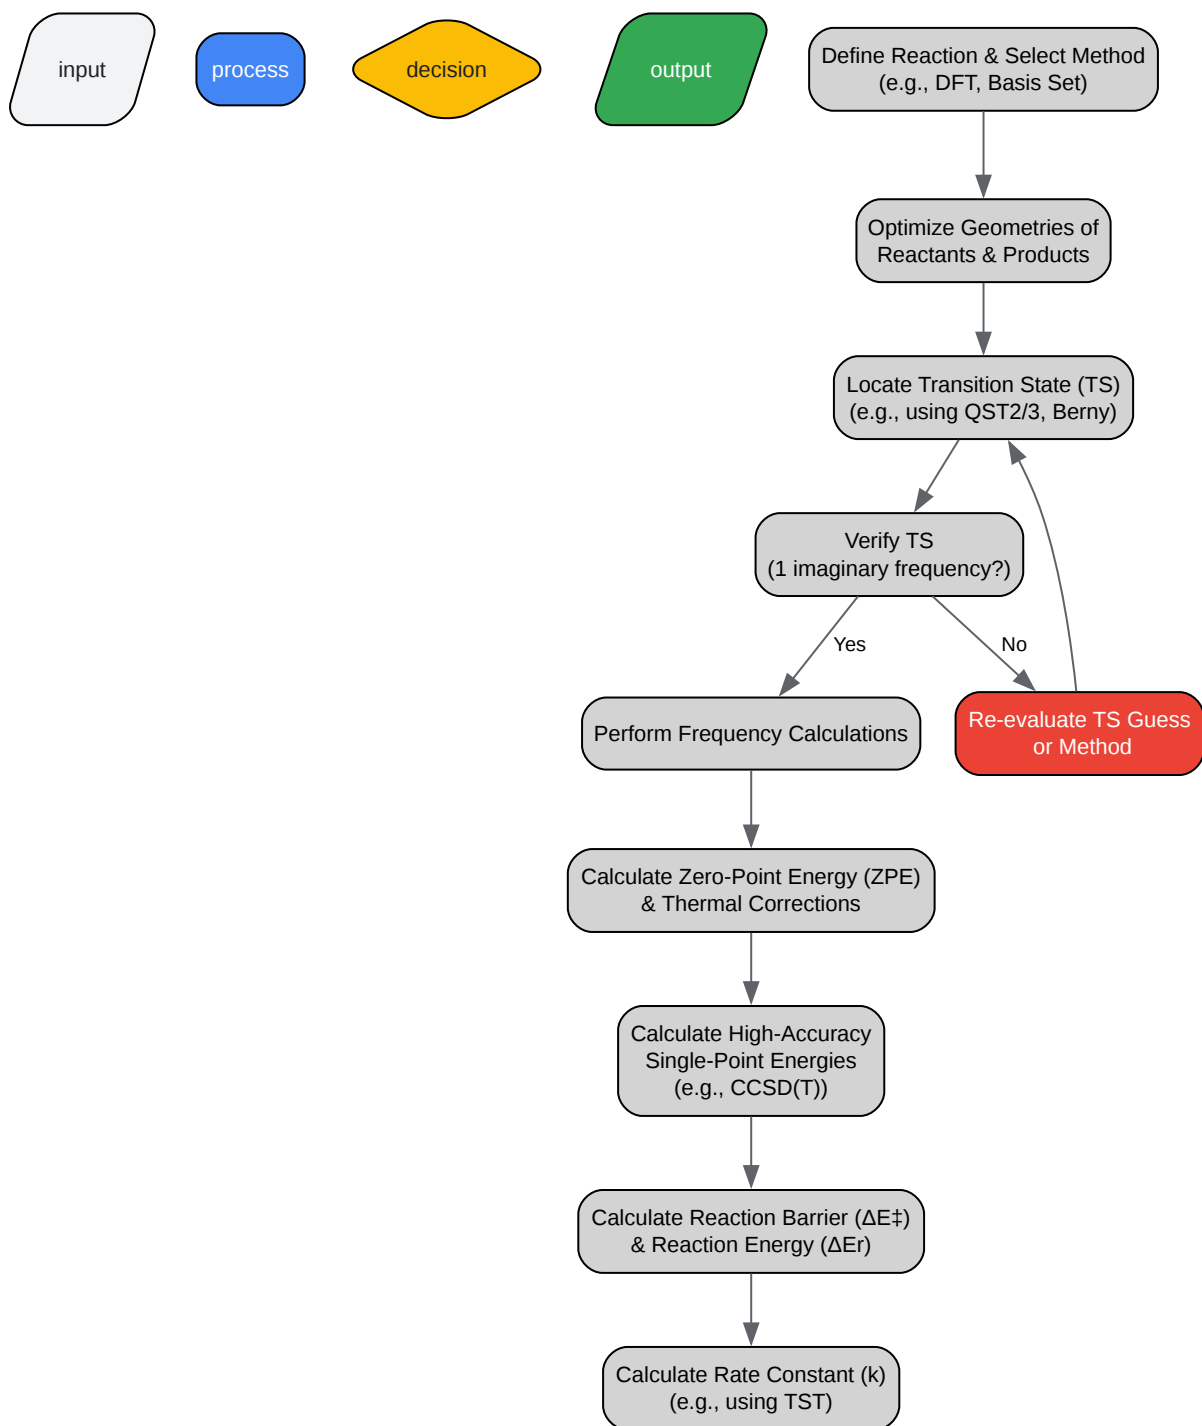 input
process
decision
output
Define Reaction & Select Method
(e.g., DFT, Basis Set)
Optimize Geometries of
Reactants & Products
Locate Transition State (TS)
(e.g., using QST2/3, Berny)
Verify TS
(1 imaginary frequency?)
Yes
No
Perform Frequency Calculations
Re-evaluate TS Guess
or Method
Calculate Zero-Point Energy (ZPE)
& Thermal Corrections
Calculate High-Accuracy
Single-Point Energies
(e.g., CCSD(T))
Calculate Reaction Barrier (ΔE‡)
& Reaction Energy (ΔEr)
Calculate Rate Constant (k)
(e.g., using TST)